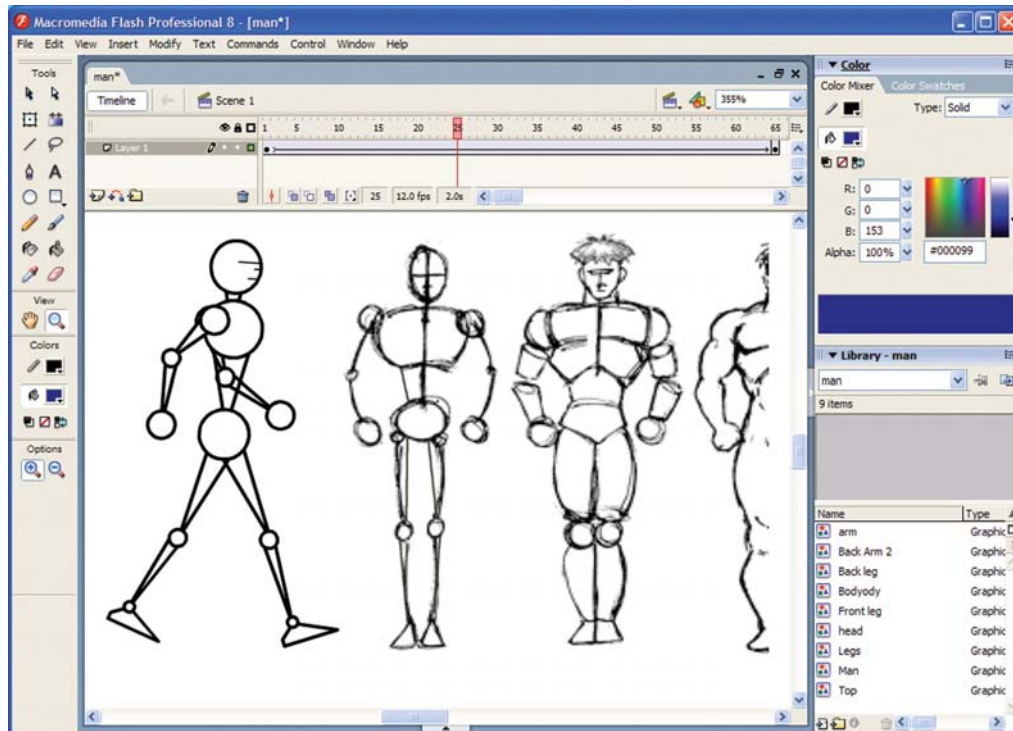 Macromedia Flash Professional 8 - [man*]
File Edit View Insert Modify Text Commands Control Window Help
Tools
View
Colors
Options
man*
Timeline
Scene 1
355%
1 5 10 15 20 25 30 35 40 45 50 55 60 65
Layer 1
25 12.0 fps 2.0s
Color
Color Mixer Color Swatches
Type: Solid
R: 0
G: 0
B: 153
Alpha: 100% #000099
Library - man
man
9 items
Name Type
arm Graphic
Back Arm 2 Graphic
Back leg Graphic
Bodyody Graphic
Front leg Graphic
head Graphic
Legs Graphic
Man Graphic
Top Graphic